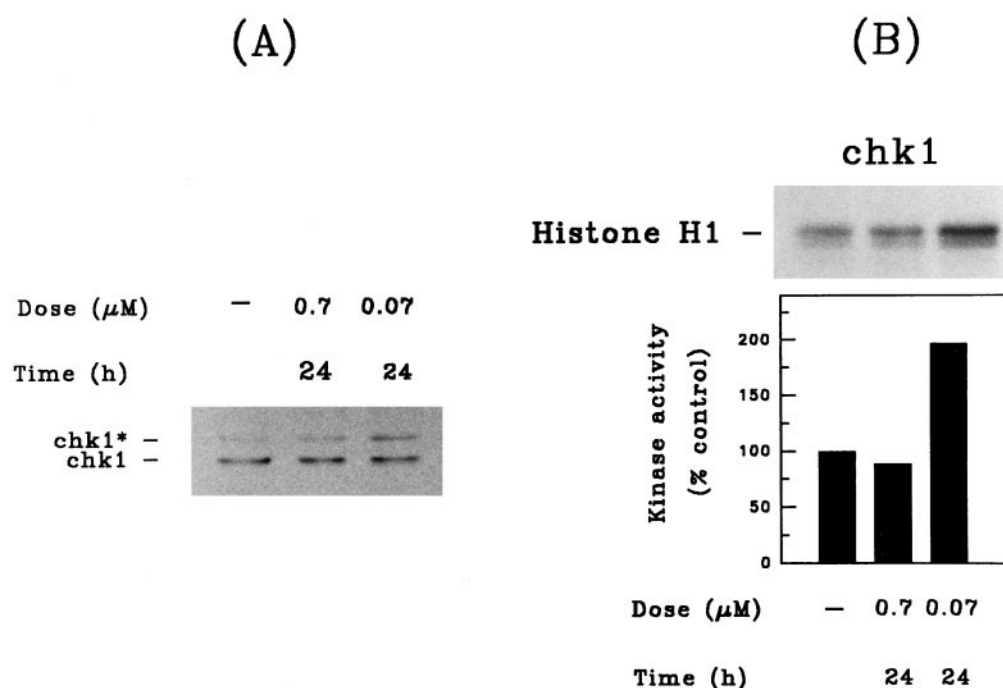 (A)
Dose (μM) – 0.7 0.07
Time (h) 24 24
chk1* –
chk1 –
(B)
chk1
Histone H1 –
Kinase activity
(% control)
200
150
100
50
0
Dose (μM) – 0.7 0.07
Time (h) 24 24